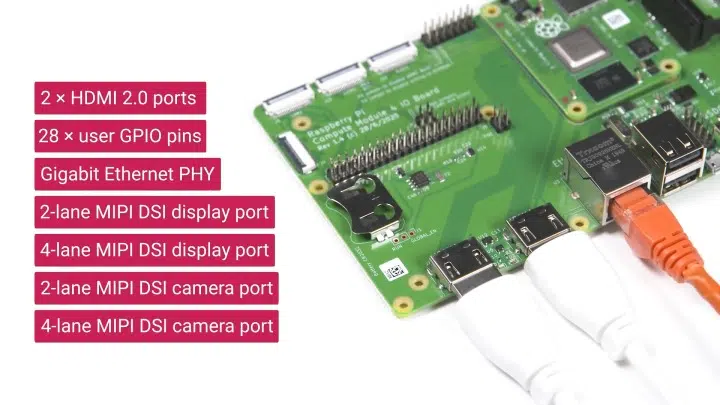 2 × HDMI 2.0 ports
28 × user GPIO pins
Gigabit Ethernet PHY
2-lane MIPI DSI display port
4-lane MIPI DSI display port
2-lane MIPI DSI camera port
4-lane MIPI DSI camera port
Raspberry Pi
Compute Module 4 IO Board